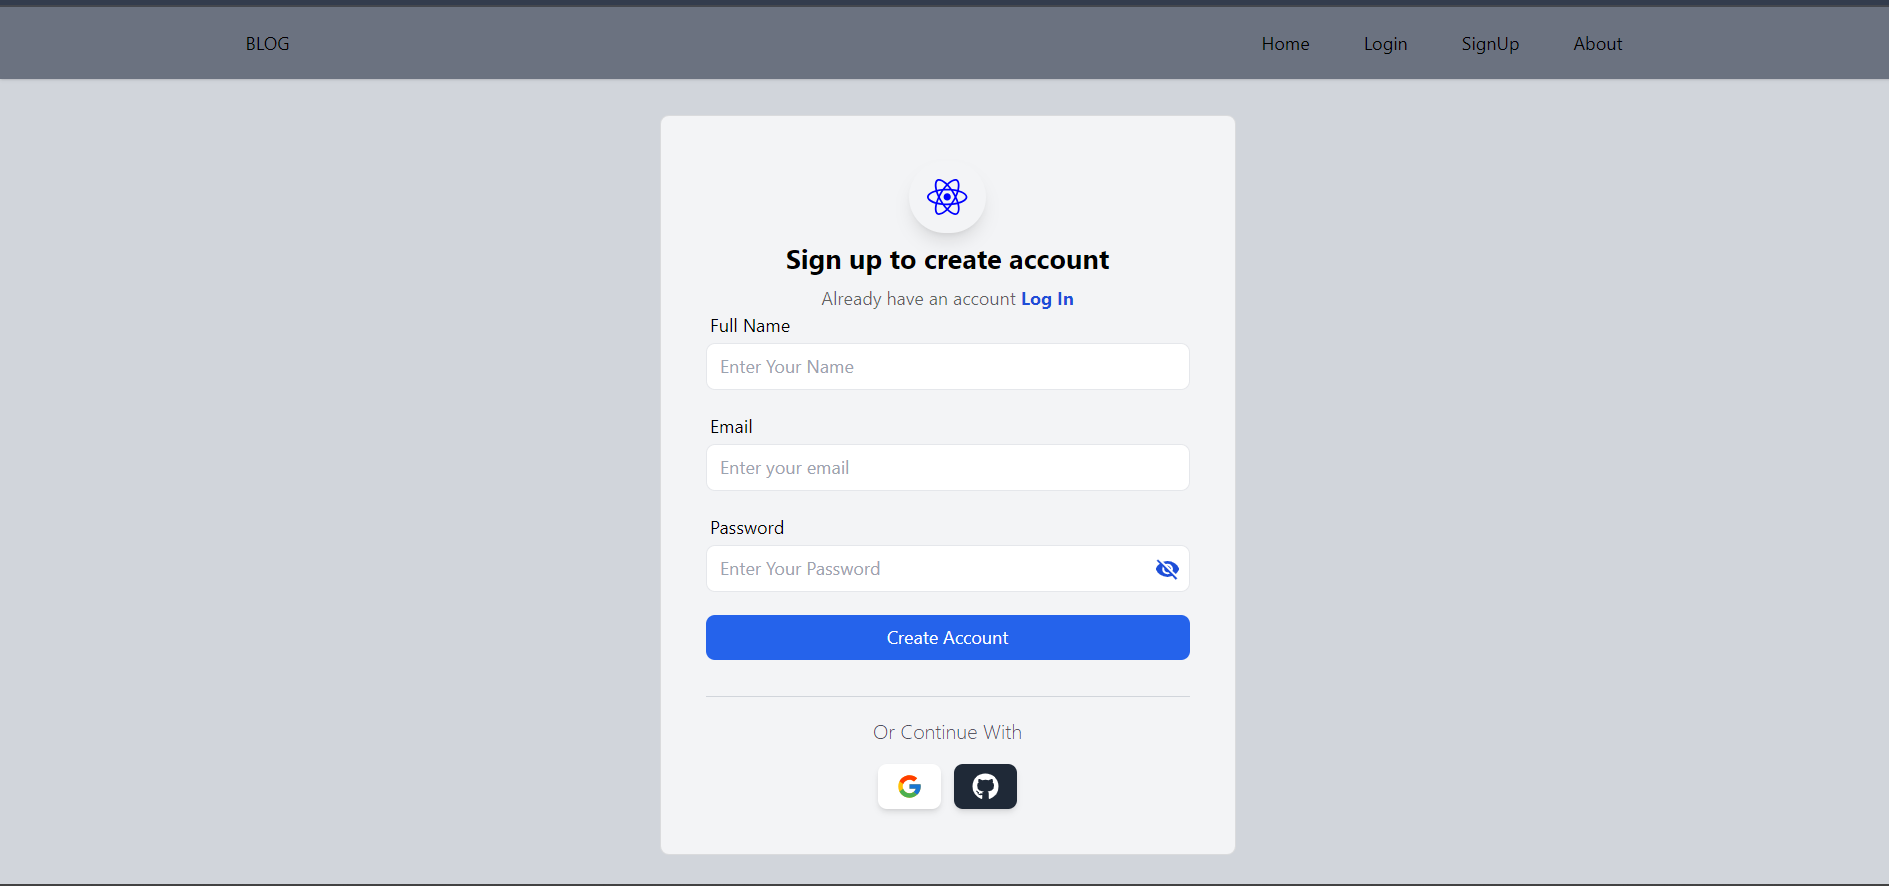 BLOG Home Login SignUp About
Sign up to create account
Already have an account Log In
Full Name
Enter Your Name
Email
Enter your email
Password
Enter Your Password
Create Account
Or Continue With